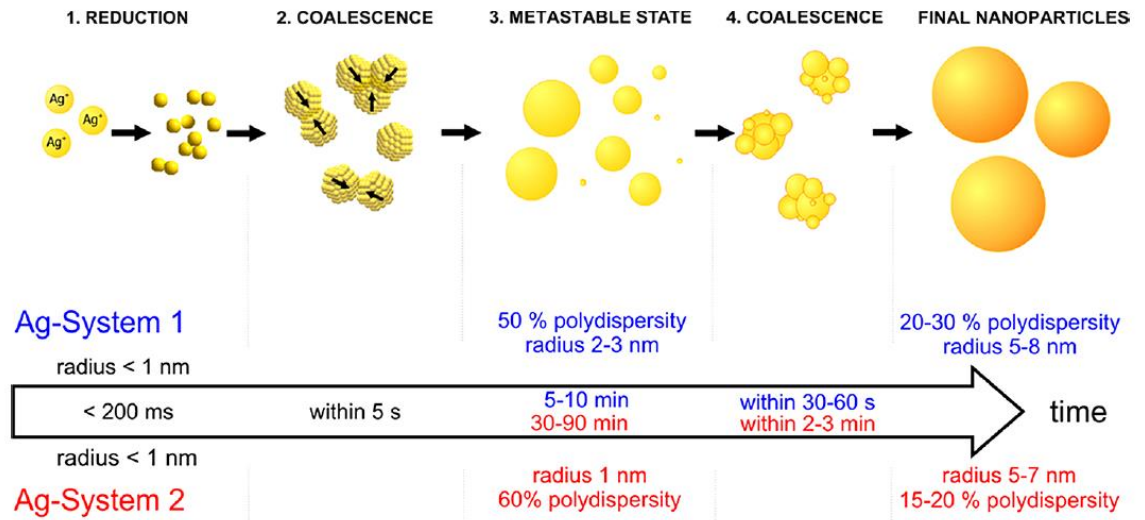 1. REDUCTION
2. COALESCENCE
3. METASTABLE STATE
4. COALESCENCE
FINAL NANOPARTICLES
Ag⁺
Ag⁺
Ag⁺
Ag-System 1
50 % polydispersity
radius 2-3 nm
20-30 % polydispersity
radius 5-8 nm
radius < 1 nm
< 200 ms
within 5 s
5-10 min
30-90 min
within 30-60 s
within 2-3 min
time
radius < 1 nm
Ag-System 2
radius 1 nm
60% polydispersity
radius 5-7 nm
15-20 % polydispersity